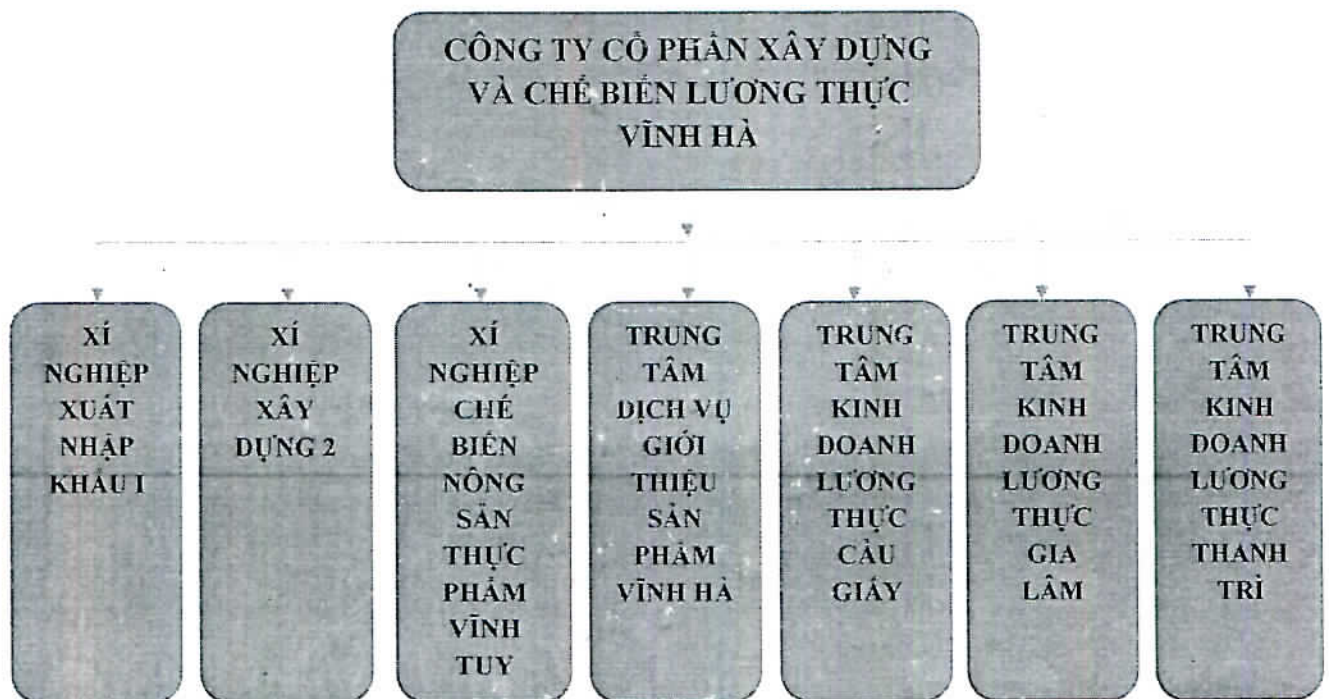 CÔNG TY CỔ PHẦN XÂY DỰNG
VÀ CHẾ BIẾN LƯƠNG THỰC
VĨNH HÀ
XÍ
NGHIỆP
XUẤT
NHẬP
KHẨU I
XÍ
NGHIỆP
XÂY
DỰNG 2
XÍ
NGHIỆP
CHẾ
BIẾN
NÔNG
SẢN
THỰC
PHẨM
VĨNH
TUY
TRUNG
TÂM
DỊCH VỤ
GIỚI
THIỆU
SẢN
PHẨM
VĨNH HÀ
TRUNG
TÂM
KINH
DOANH
LƯƠNG
THỰC
CẦU
GIẤY
TRUNG
TÂM
KINH
DOANH
LƯƠNG
THỰC
GIA
LÂM
TRUNG
TÂM
KINH
DOANH
LƯƠNG
THỰC
THANH
TRÌ